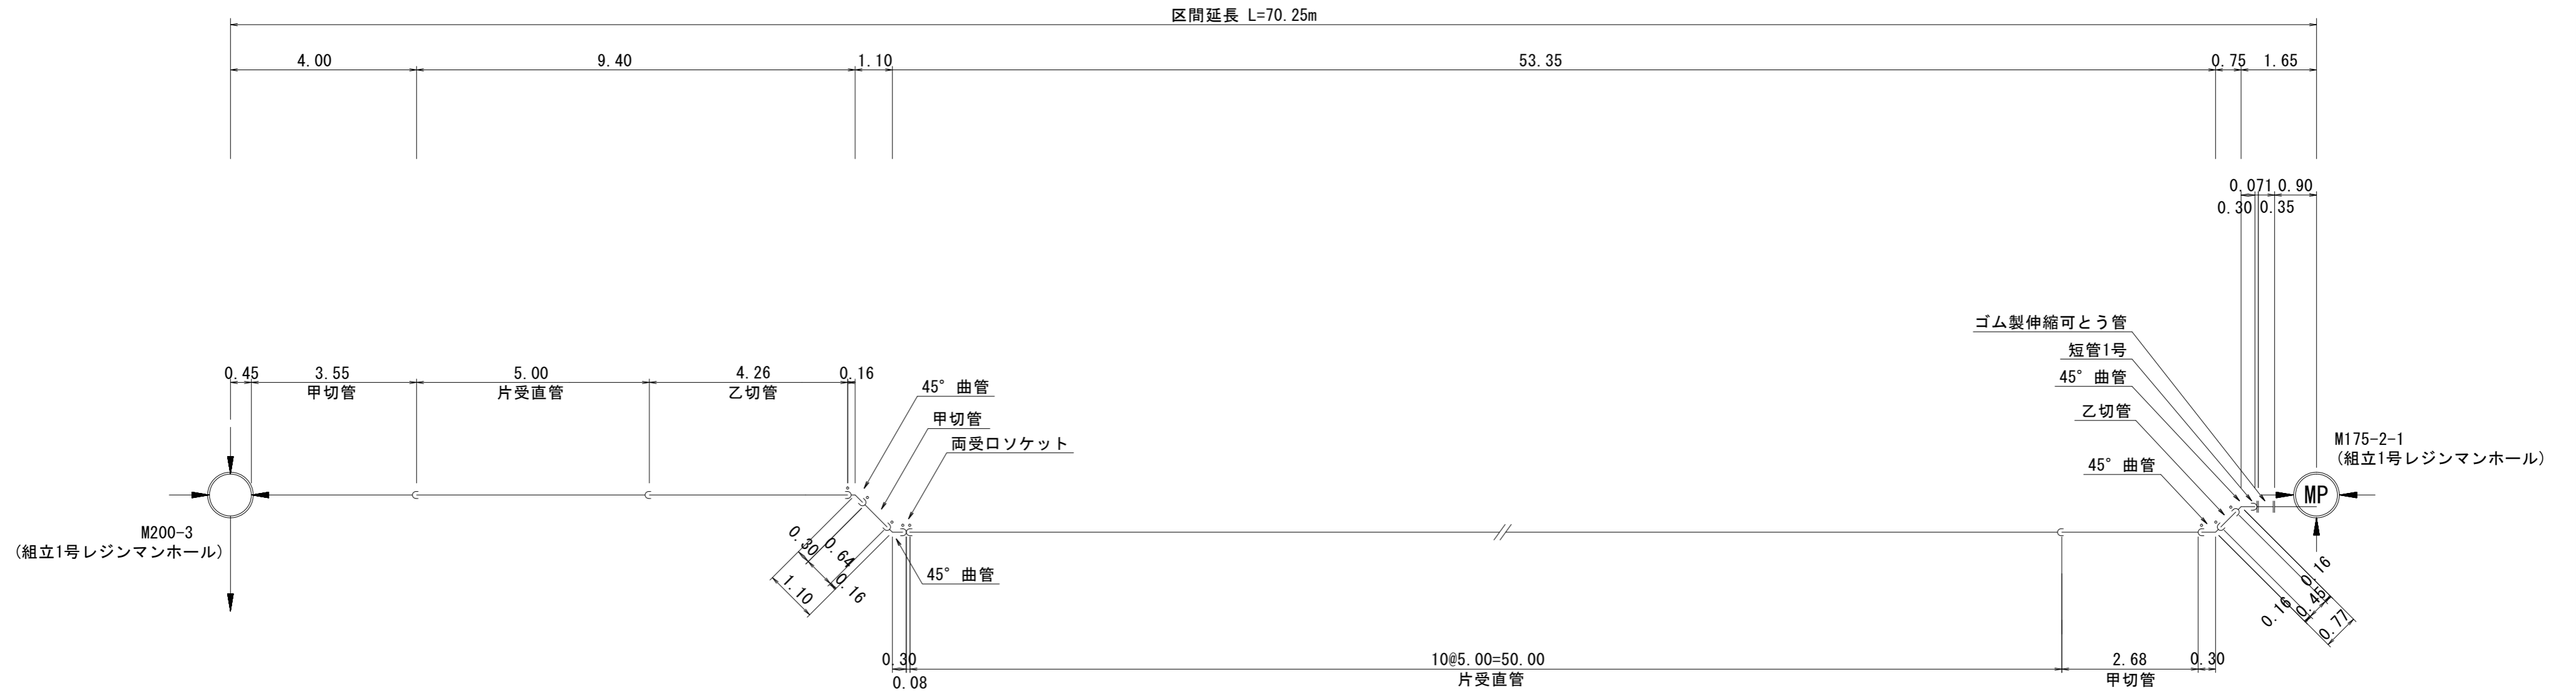 区間延長 L=70.25m
4.00
9.40
1.10
53.35
0.75
1.65
0.071
0.90
0.30
0.35
ゴム製伸縮可とう管
短管1号
45°曲管
乙切管
45°曲管
M175-2-1
(組立1号レジンマンホール)
MP
0.45
3.55
甲切管
5.00
片受直管
4.26
乙切管
0.16
45°曲管
甲切管
両受ロソケット
M200-3
(組立1号レジンマンホール)
0.30
0.64
0.16
1.10
45°曲管
0.16
0.45
0.16
0.77
0.30
0.08
10@5.00=50.00
片受直管
2.68
甲切管
0.30